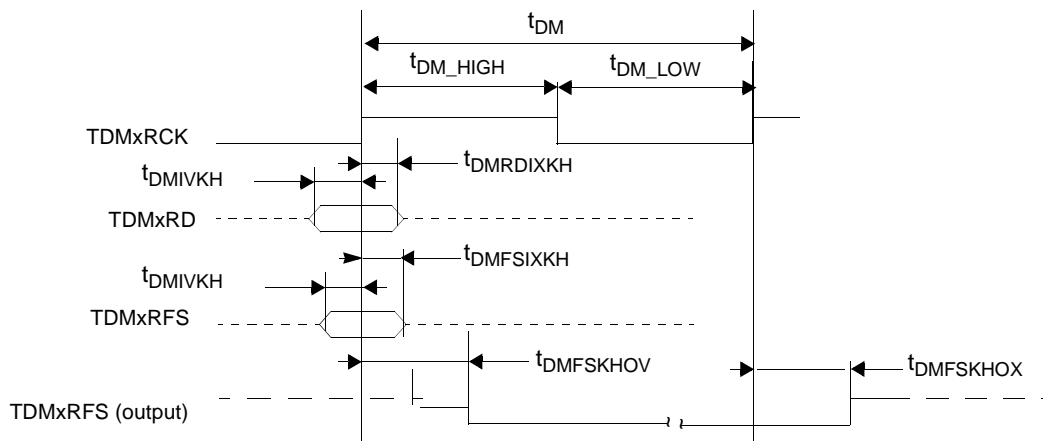 tDM
tDM_HIGH
tDM_LOW
TDMxRCK
tDMRDIXKH
tDMIVKH
TDMxRD
tDMFSIXKH
tDMIVKH
TDMxRFS
tDMFSKHOV
tDMFSKHOX
TDMxRFS (output)
~ ~